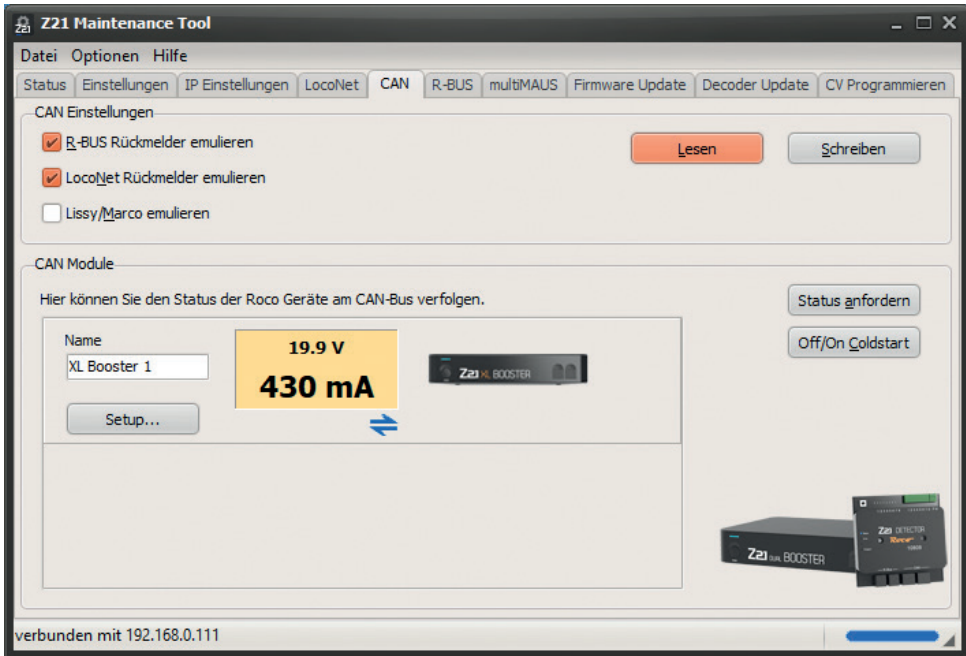 Z21 Z21 Maintenance Tool
Datei Optionen Hilfe
Status Einstellungen IP Einstellungen LocoNet CAN R-BUS multiMAUS Firmware Update Decoder Update CV Programmieren
CAN Einstellungen
R-BUS Rückmelder emulieren
Lesen
Schreiben
LocoNet Rückmelder emulieren
Lissy/Marco emulieren
CAN Module
Hier können Sie den Status der Roco Geräte am CAN-Bus verfolgen.
Status anfordern
Name
XL Booster 1
19.9 V
430 mA
Z21 XL BOOSTER
Off/On Coldstart
Setup...
Z21 DUAL BOOSTER
Z21 DETECTOR
Roco
verbunden mit 192.168.0.111